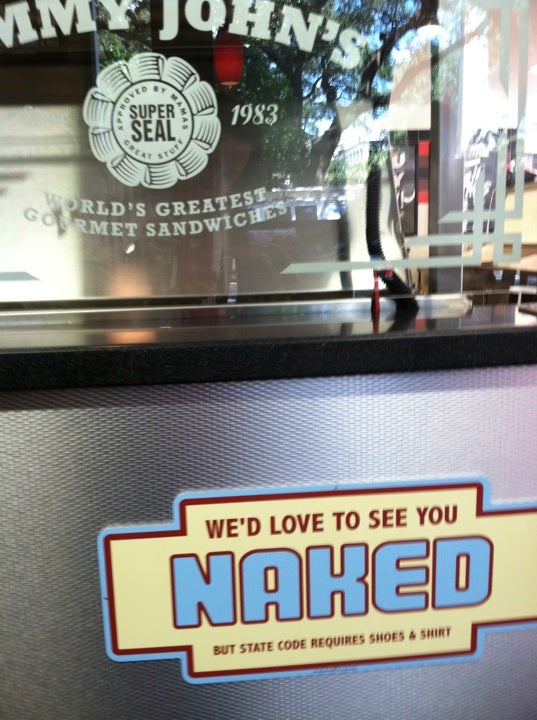 MMY JOHN'S
APPROVED BY MAMAS
SUPER
SEAL
GREAT STUFF
1983
WORLD'S GREATEST
GOURMET SANDWICHES
WE'D LOVE TO SEE YOU
NAKED
BUT STATE CODE REQUIRES SHOES & SHIRT